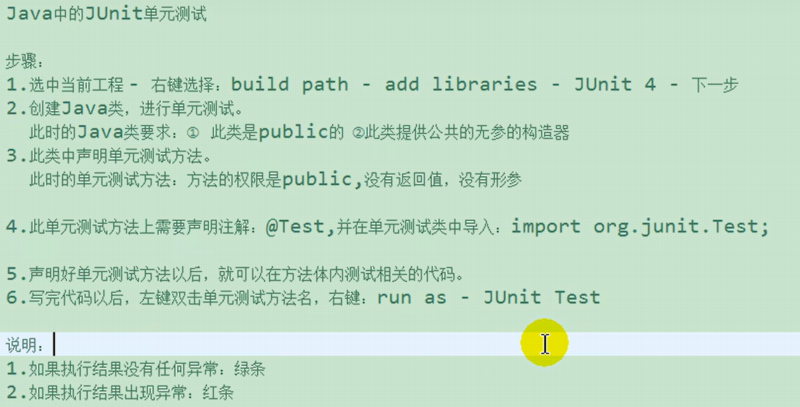 Java中的JUnit单元测试
步骤：
1.选中当前工程 - 右键选择：build path - add libraries - JUnit 4 - 下一步
2.创建Java类，进行单元测试。
此时的Java类要求：① 此类是public的 ②此类提供公共的无参的构造器
3.此类中声明单元测试方法。
此时的单元测试方法：方法的权限是public,没有返回值，没有形参
4.此单元测试方法上需要声明注解：@Test,并在单元测试类中导入：import org.junit.Test;
5.声明好单元测试方法以后，就可以在方法体内测试相关的代码。
6.写完代码以后，左键双击单元测试方法名，右键：run as - JUnit Test
说明：
1.如果执行结果没有任何异常：绿条
2.如果执行结果出现异常：红条